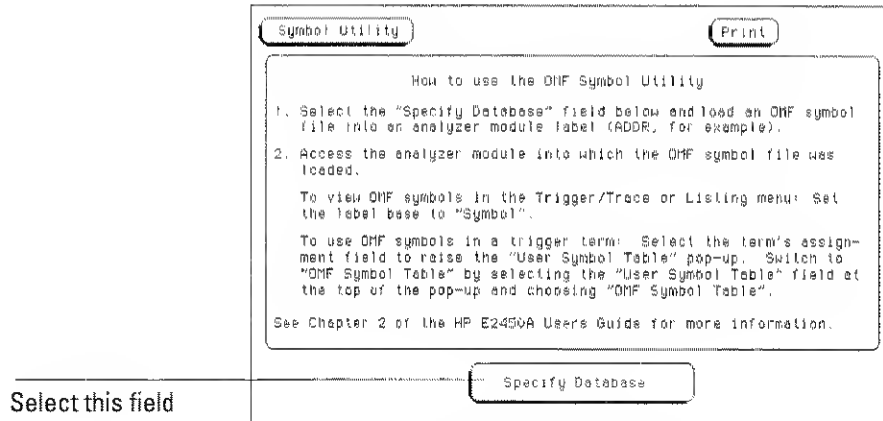 Symbol Utility
Print
How to use the OMF Symbol Utility
1. Select the "Specify Database" field below and load an OMF symbol
file into an analyzer module label (ADDR, for example).
2. Access the analyzer module into which the OMF symbol file was
loaded.
To view OMF symbols in the Trigger/Trace or Listing menu: Set
the label base to "Symbol".
To use OMF symbols in a trigger term: Select the term's assign-
ment field to raise the "User Symbol Table" pop-up. Switch to
"OMF Symbol Table" by selecting the "User Symbol Table" field at
the top of the pop-up and choosing "OMF Symbol Table".
See Chapter 2 of the HP E2450A Users Guide for more information.
Specify Database
Select this field